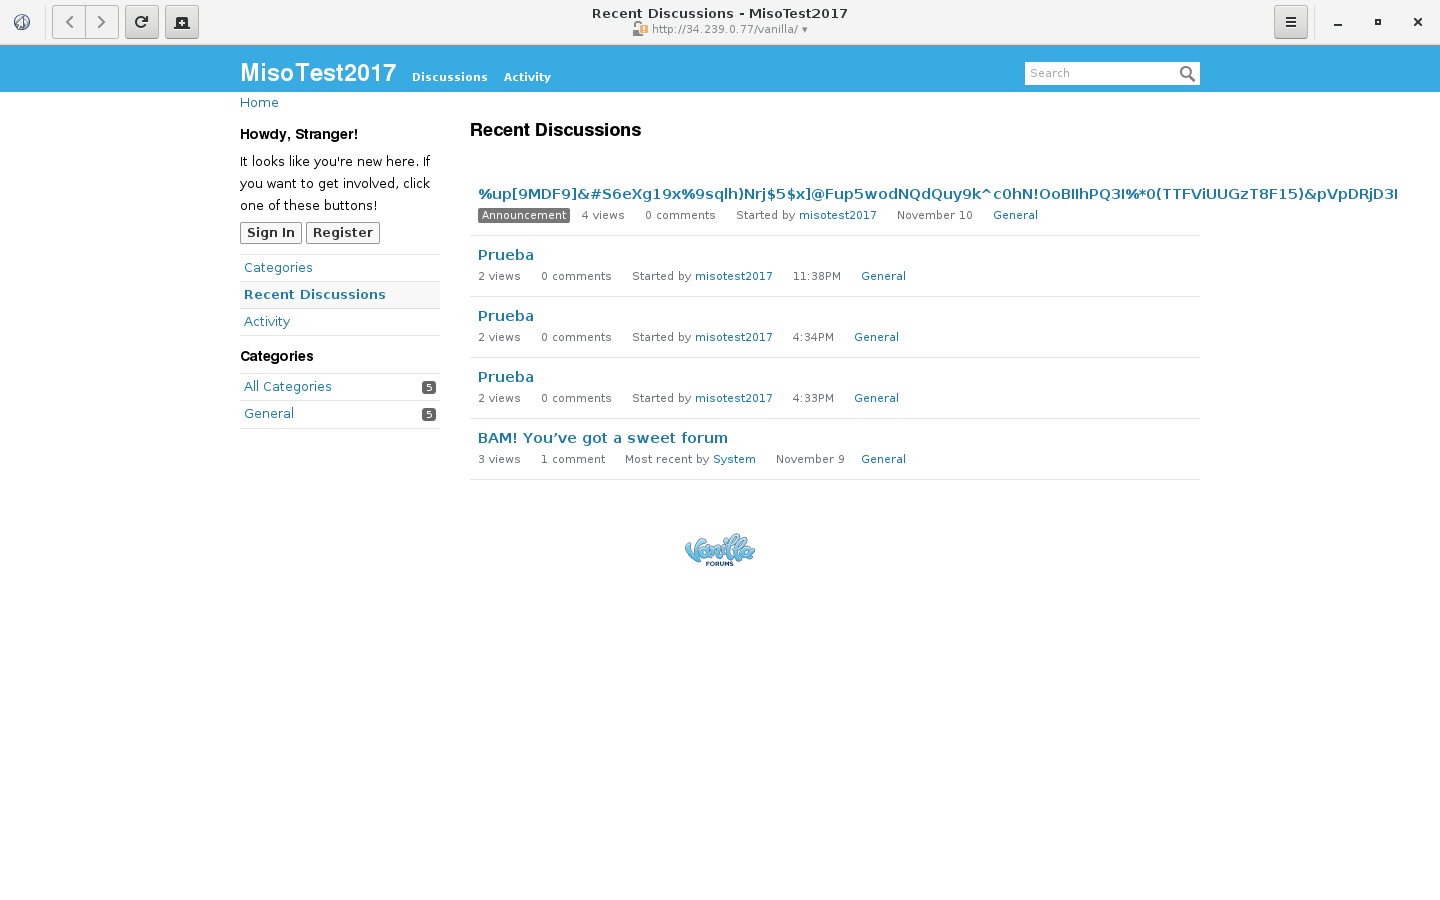 Recent Discussions - MisoTest2017
http://34.239.0.77/vanilla/ ▾
MisoTest2017 Discussions Activity Search
Home
Howdy, Stranger!
It looks like you're new here. If
you want to get involved, click
one of these buttons!
Sign In Register
Categories
Recent Discussions
Activity
Categories
All Categories 5
General 5
Recent Discussions
%up[9MDF9]&#S6eXg19x%9sqlh)Nrj$5$x]@Fup5wodNQdQuy9k^c0hN!OoBIIhPQ3I%*0(TTFViUUGzT8F15)&pVpDRjD3I
Announcement 4 views 0 comments Started by misotest2017 November 10 General
Prueba
2 views 0 comments Started by misotest2017 11:38PM General
Prueba
2 views 0 comments Started by misotest2017 4:34PM General
Prueba
2 views 0 comments Started by misotest2017 4:33PM General
BAM! You’ve got a sweet forum
3 views 1 comment Most recent by System November 9 General
Vanilla
FORUMS